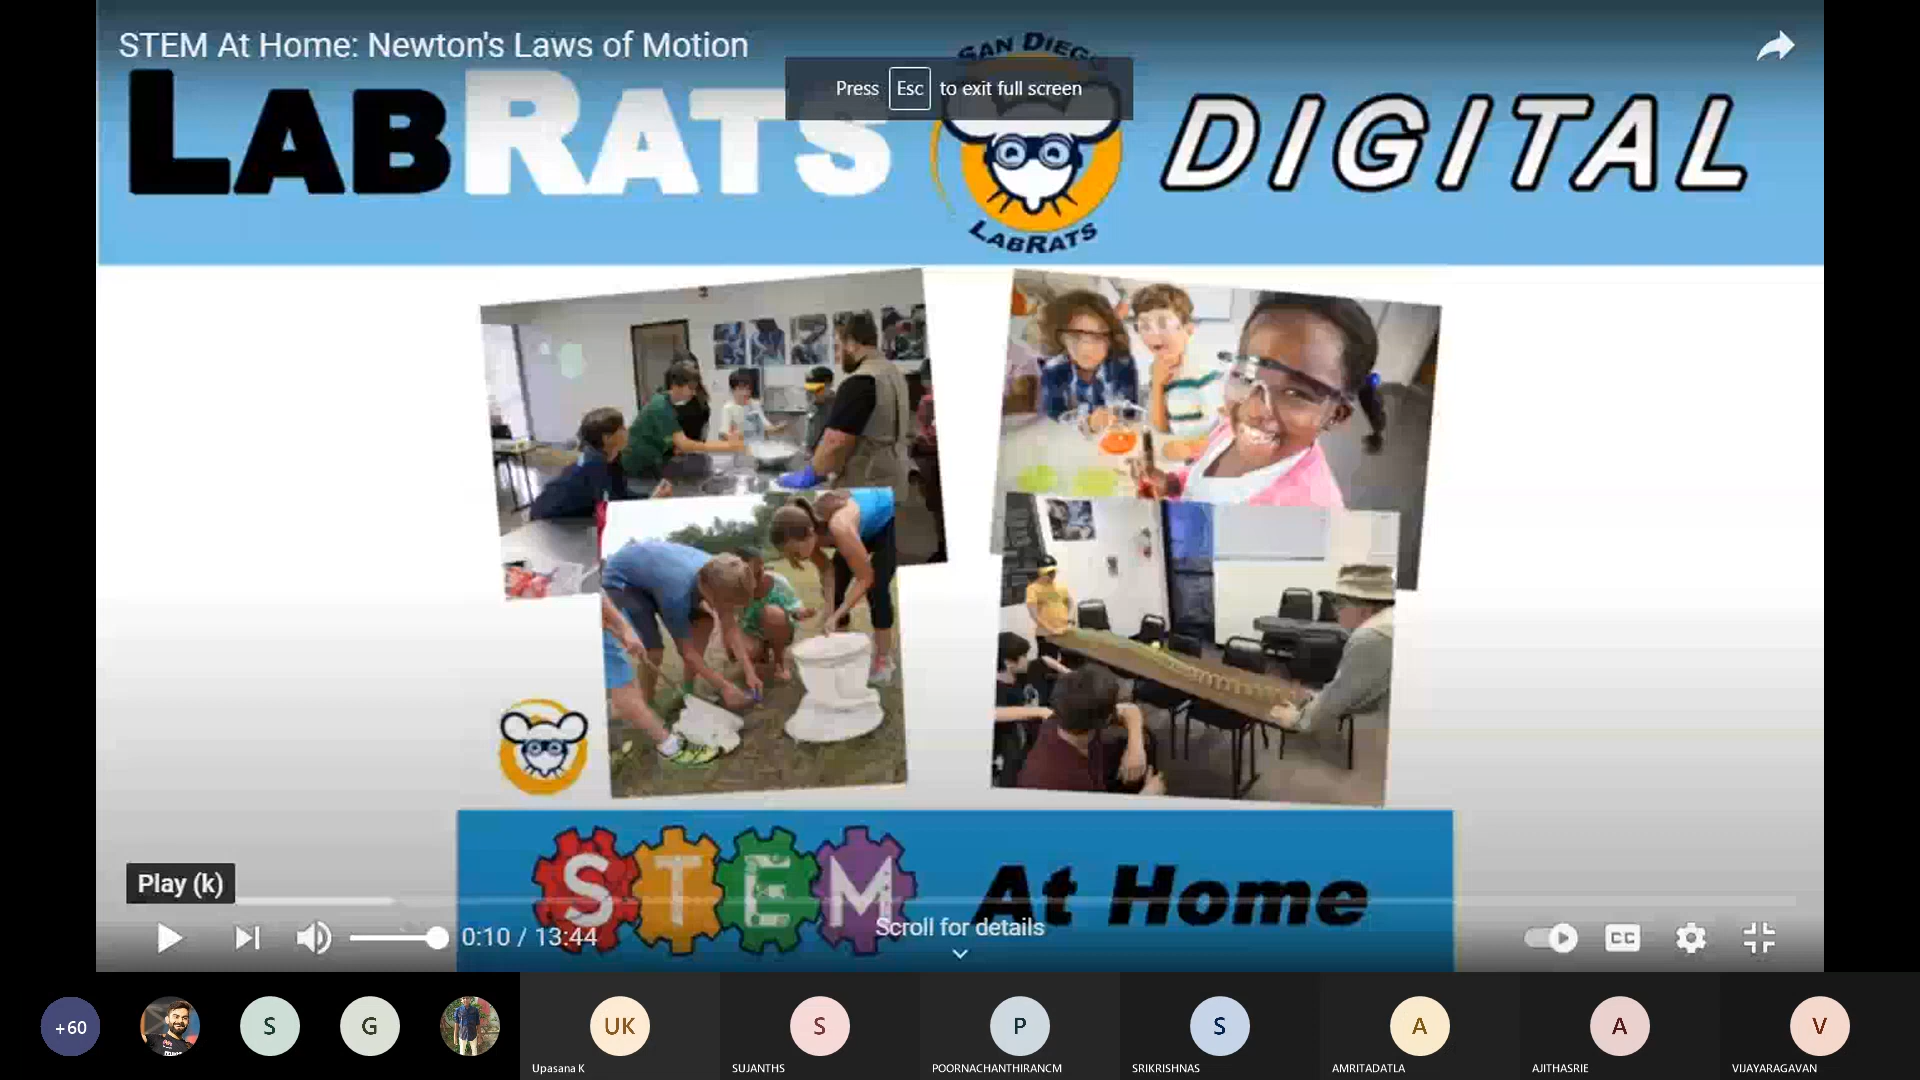 STEM At Home: Newton's Laws of Motion
Press Esc to exit full screen
SAN DIEGO
LABRATS DIGITAL
LABRATS
STEM At Home
Play (k)
0:10 / 13:44
Scroll for details
CC
+60
S
G
UK
S
P
S
A
A
V
Upasana K
SUJANTHS
POORNACHANTHIRANCM
SRIKRISHNAS
AMRITADATLA
AJITHASRIE
VIJAYARAGAVAN